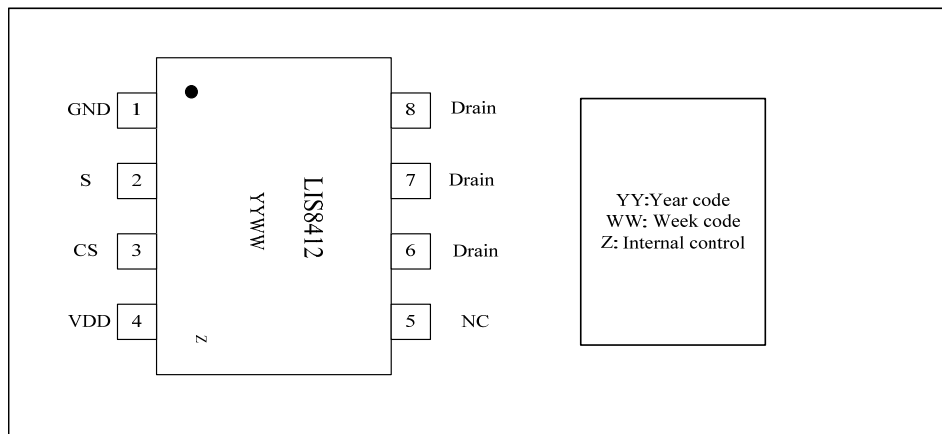 GND 1
S 2
CS 3
VDD 4
LIS8412
YYWW
Z
8 Drain
7 Drain
6 Drain
5 NC
YY:Year code
WW: Week code
Z: Internal control